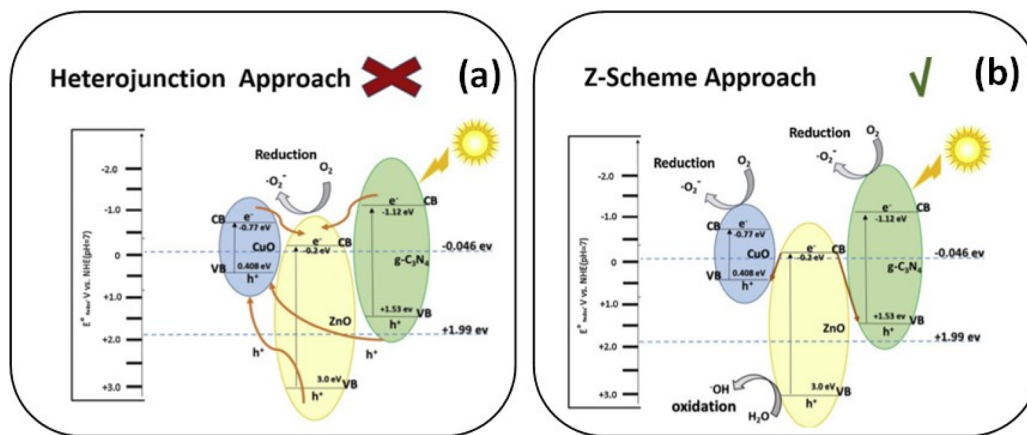 Heterojunction Approach
(a)
Reduction
O₂
·O₂⁻
-2.0
-1.0
0
+1.0
+2.0
+3.0
V vs. NHE(pH=7)
CB
e⁻
-0.77 eV
CuO
VB
0.408 eV
h⁺
e⁻
CB
-0.2 eV
ZnO
3.0 eV
VB
h⁺
e⁻
CB
-1.12 eV
g-C₃N₄
+1.53 eV
VB
h⁺
h⁺
h⁺
-0.046 ev
+1.99 ev
Z-Scheme Approach
(b)
Reduction
O₂
·O₂⁻
Reduction
O₂
·O₂⁻
-2.0
-1.0
0
+1.0
+2.0
+3.0
V vs. NHE(pH=7)
CB
e⁻
-0.77 eV
CuO
VB
0.408 eV
h⁺
e⁻
CB
-0.2 eV
ZnO
3.0 eV
VB
h⁺
e⁻
CB
-1.12 eV
g-C₃N₄
+1.53 eV
VB
h⁺
-0.046 ev
+1.99 ev
⁻OH
oxidation
H₂O